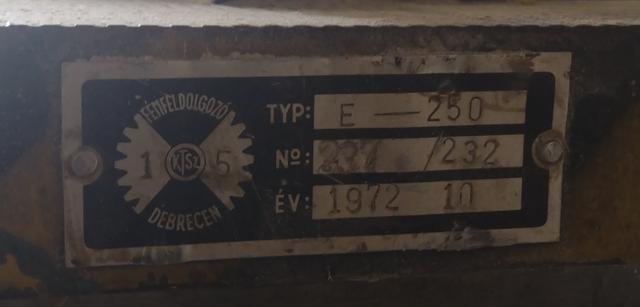 FÉMFELDOLGOZÓ
1 KTSZ 5
DEBRECEN
TYP: E — 250
Nº: /232
ÉV: 1972 10